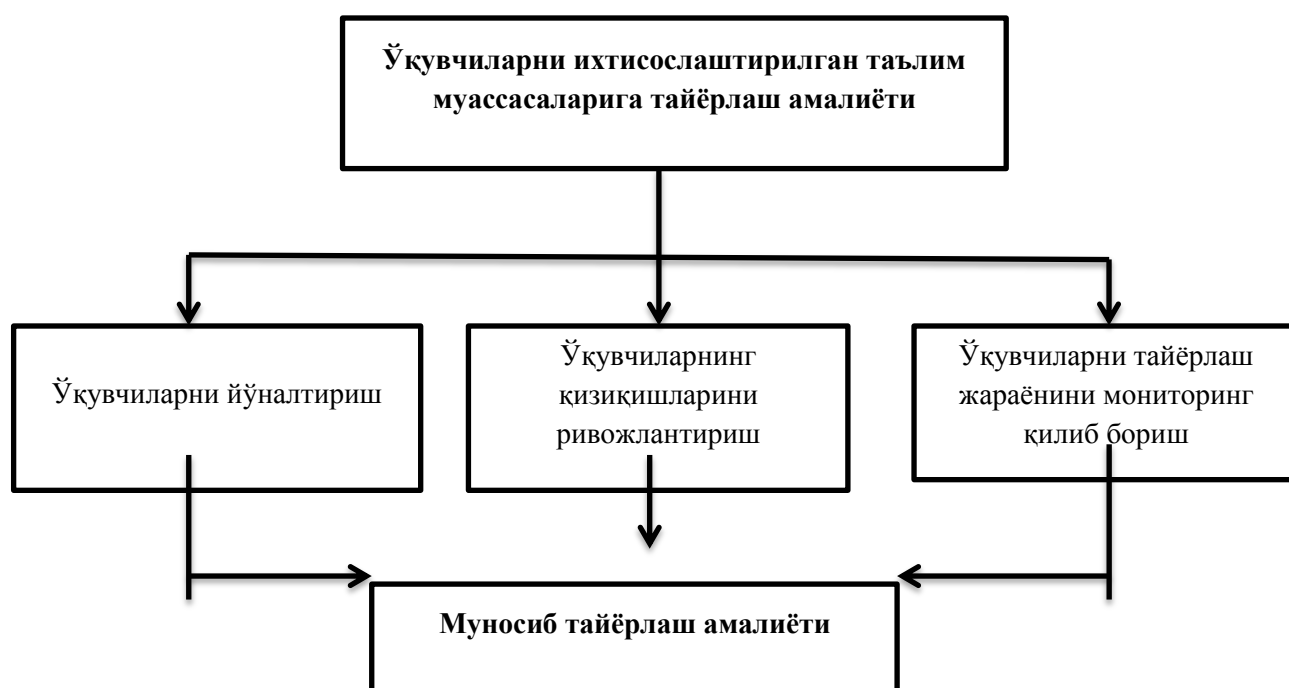 Ўқувчиларни ихтисослаштирилган таълим
муассасаларига тайёрлаш амалиёти
Ўқувчиларни йўналтириш
Ўқувчиларнинг
қизиқишларини
ривожлантириш
Ўқувчиларни тайёрлаш
жараёнини мониторинг
қилиб бориш
Муносиб тайёрлаш амалиёти